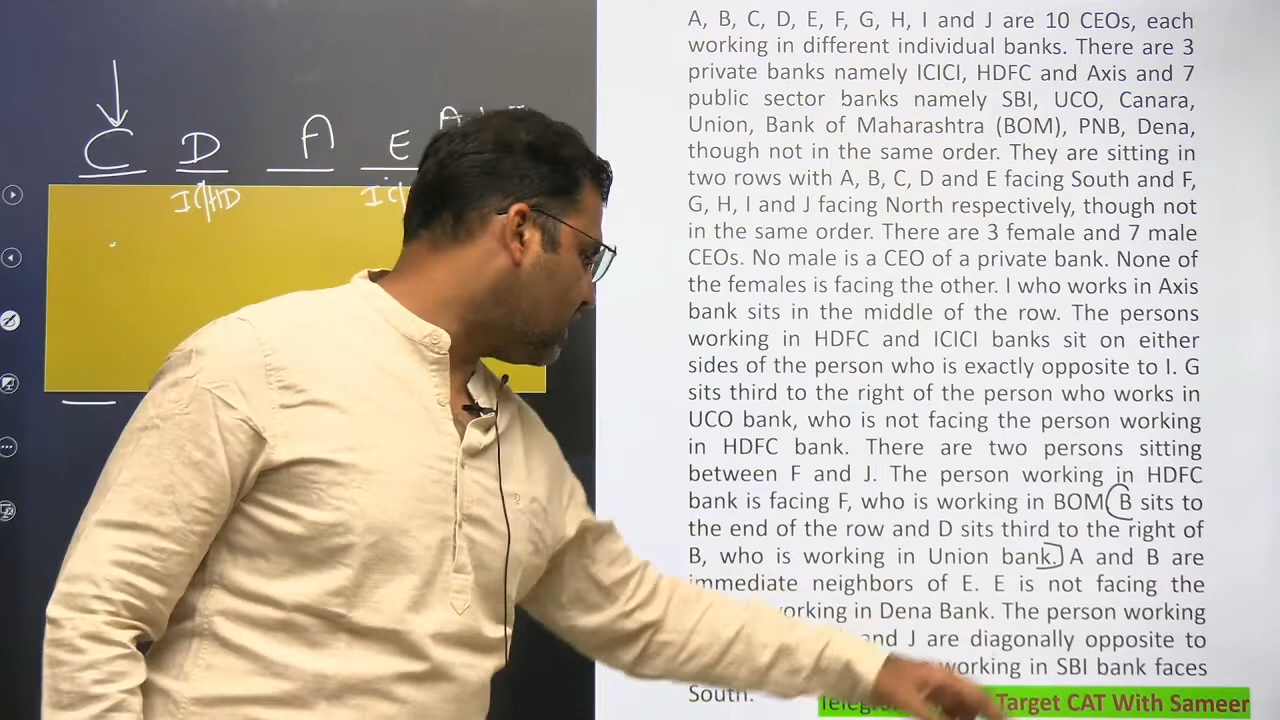 C D A E
IC/HD IC/
A, B, C, D, E, F, G, H, I and J are 10 CEOs, each
working in different individual banks. There are 3
private banks namely ICICI, HDFC and Axis and 7
public sector banks namely SBI, UCO, Canara,
Union, Bank of Maharashtra (BOM), PNB, Dena,
though not in the same order. They are sitting in
two rows with A, B, C, D and E facing South and F,
G, H, I and J facing North respectively, though not
in the same order. There are 3 female and 7 male
CEOs. No male is a CEO of a private bank. None of
the females is facing the other. I who works in Axis
bank sits in the middle of the row. The persons
working in HDFC and ICICI banks sit on either
sides of the person who is exactly opposite to I. G
sits third to the right of the person who works in
UCO bank, who is not facing the person working
in HDFC bank. There are two persons sitting
between F and J. The person working in HDFC
bank is facing F, who is working in BOM. B sits to
the end of the row and D sits third to the right of
B, who is working in Union bank. A and B are
immediate neighbors of E. E is not facing the
working in Dena Bank. The person working
and J are diagonally opposite to
working in SBI bank faces
South.
Target CAT With Sameer